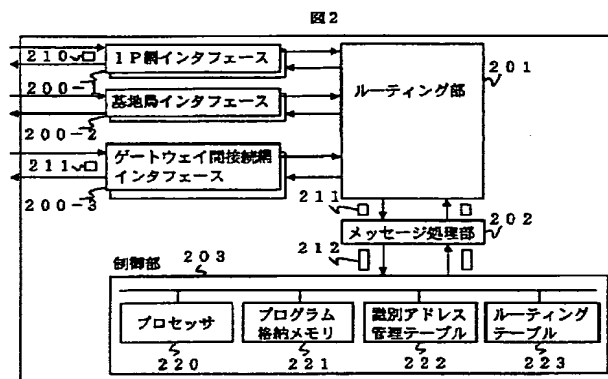 図2
210
IP網インタフェース
200-1
基地局インタフェース
200-2
211
ゲートウェイ間接続網
インタフェース
200-3
ルーティング部
201
211
202
メッセージ処理部
212
203
制御部
プロセッサ
プログラム
格納メモリ
識別アドレス
管理テーブル
ルーティング
テーブル
220
221
222
223